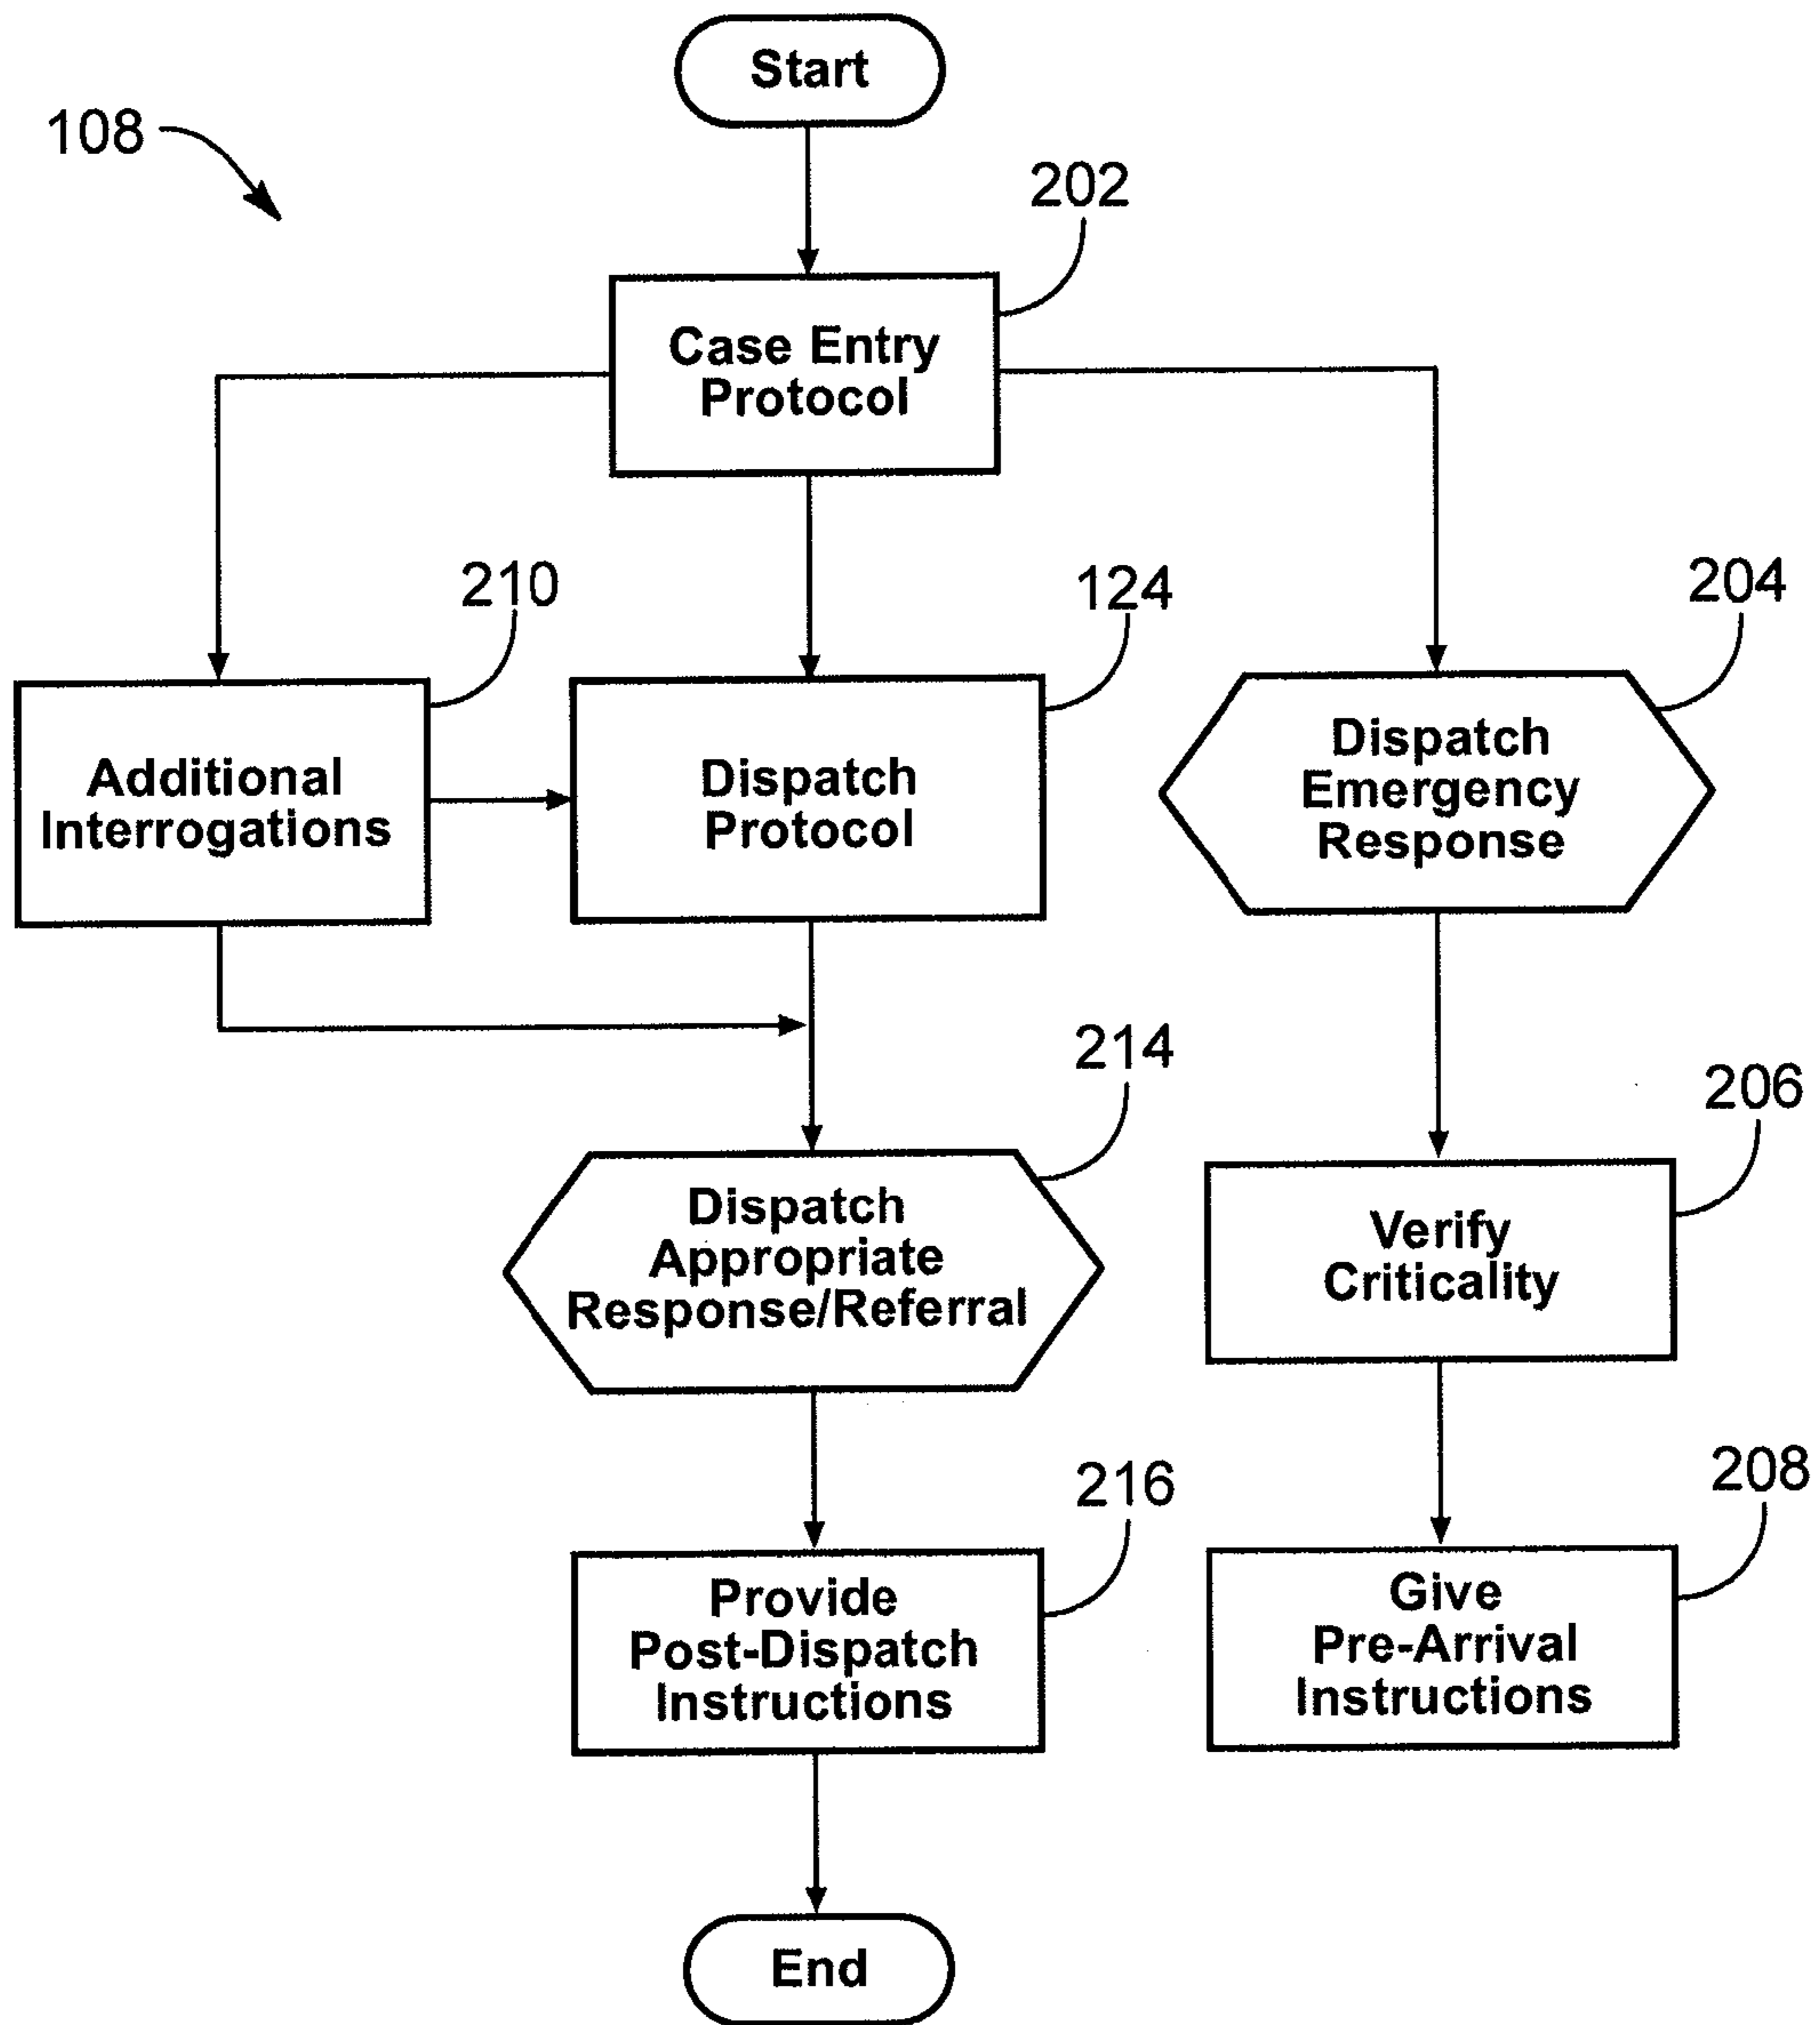 Start
108
202
Case Entry
Protocol
210
124
204
Additional
Interrogations
Dispatch
Protocol
Dispatch
Emergency
Response
214
206
Dispatch
Appropriate
Response/Referral
Verify
Criticality
216
208
Provide
Post-Dispatch
Instructions
Give
Pre-Arrival
Instructions
End